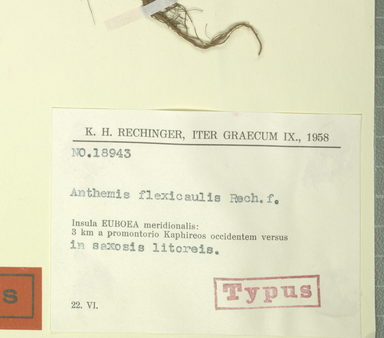 K. H. RECHINGER, ITER GRAECUM IX., 1958
NO.18943
Anthemis flexicaulis Rech.f.
Insula EUBOEA meridionalis:
3 km a promontorio Kaphireos occidentem versus
in saxosis litoreis.
Typus
22. VI.
s